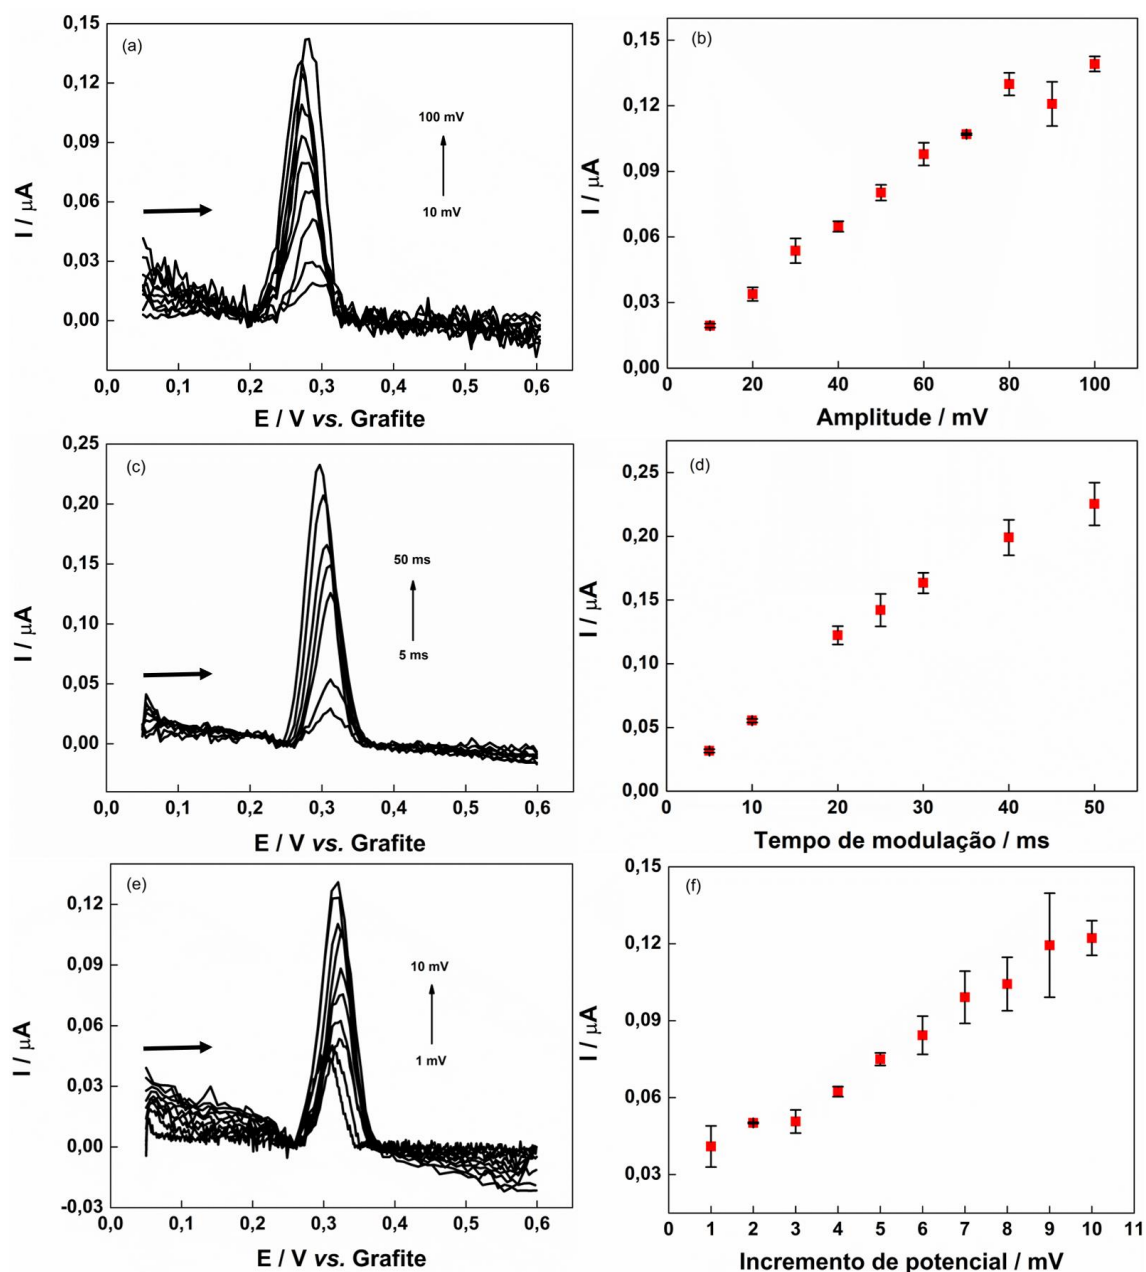 (a)
0,15
0,12
0,09
0,06
0,03
0,00
I / μA
100 mV
10 mV
0,0 0,1 0,2 0,3 0,4 0,5 0,6
E / V vs. Grafite
(b)
0,15
0,12
0,09
0,06
0,03
0,00
I / μA
0 20 40 60 80 100
Amplitude / mV
(c)
0,25
0,20
0,15
0,10
0,05
0,00
I / μA
50 ms
5 ms
0,0 0,1 0,2 0,3 0,4 0,5 0,6
E / V vs. Grafite
(d)
0,25
0,20
0,15
0,10
0,05
0,00
I / μA
0 10 20 30 40 50
Tempo de modulação / ms
(e)
0,12
0,09
0,06
0,03
0,00
-0,03
I / μA
10 mV
1 mV
0,0 0,1 0,2 0,3 0,4 0,5 0,6
E / V vs. Grafite
(f)
0,15
0,12
0,09
0,06
0,03
I / μA
0 1 2 3 4 5 6 7 8 9 10 11
Incremento de potencial / mV